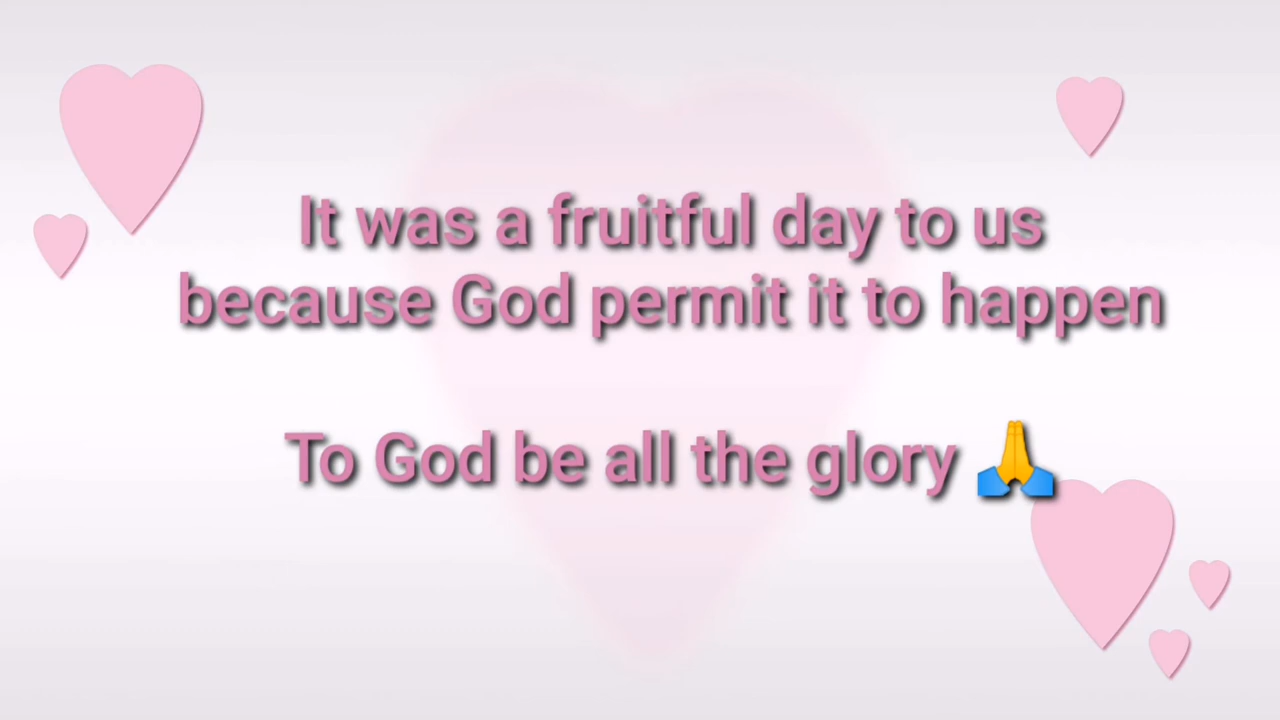 It was a fruitful day to us
because God permit it to happen
To God be all the glory 🙏